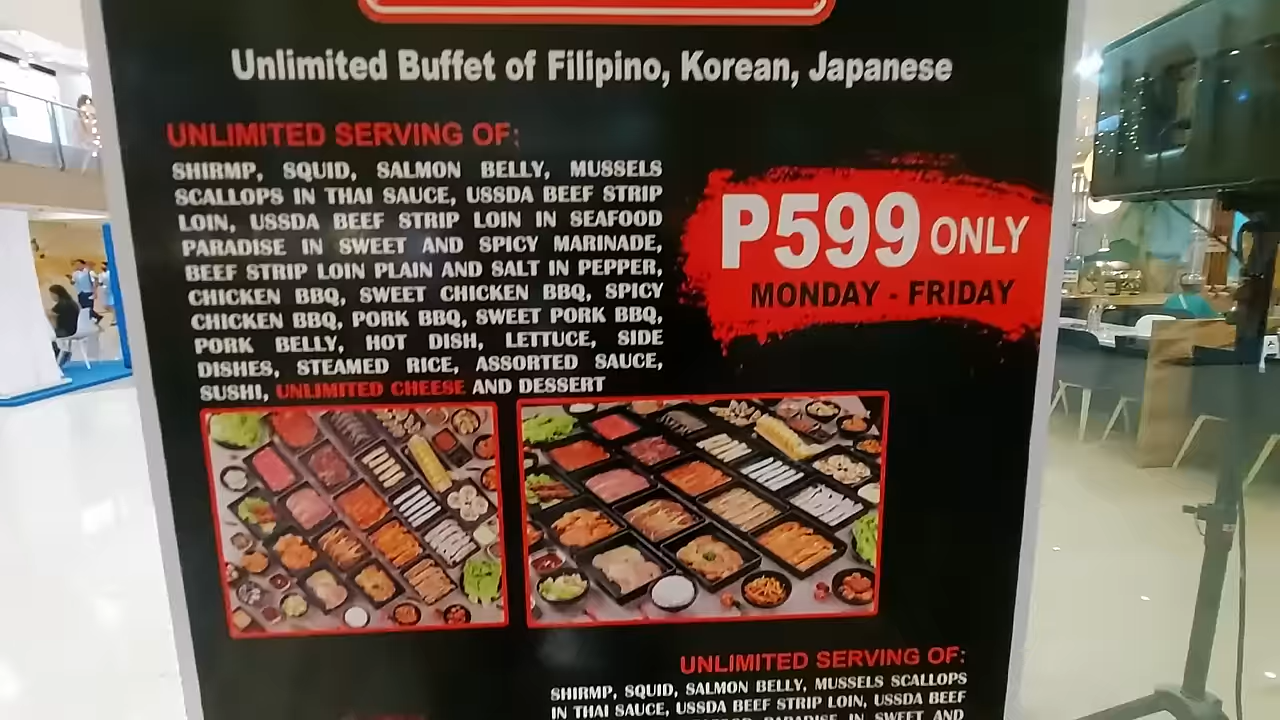 Unlimited Buffet of Filipino, Korean, Japanese
UNLIMITED SERVING OF:
SHIRMP, SQUID, SALMON BELLY, MUSSELS
SCALLOPS IN THAI SAUCE, USSDA BEEF STRIP
LOIN, USSDA BEEF STRIP LOIN IN SEAFOOD
PARADISE IN SWEET AND SPICY MARINADE,
BEEF STRIP LOIN PLAIN AND SALT IN PEPPER,
CHICKEN BBQ, SWEET CHICKEN BBQ, SPICY
CHICKEN BBQ, PORK BBQ, SWEET PORK BBQ,
PORK BELLY, HOT DISH, LETTUCE, SIDE
DISHES, STEAMED RICE, ASSORTED SAUCE,
SUSHI, UNLIMITED CHEESE AND DESSERT
P599 ONLY
MONDAY - FRIDAY
UNLIMITED SERVING OF:
SHIRMP, SQUID, SALMON BELLY, MUSSELS SCALLOPS
IN THAI SAUCE, USSDA BEEF STRIP LOIN, USSDA BEEF
PARADISE IN SWEET AND